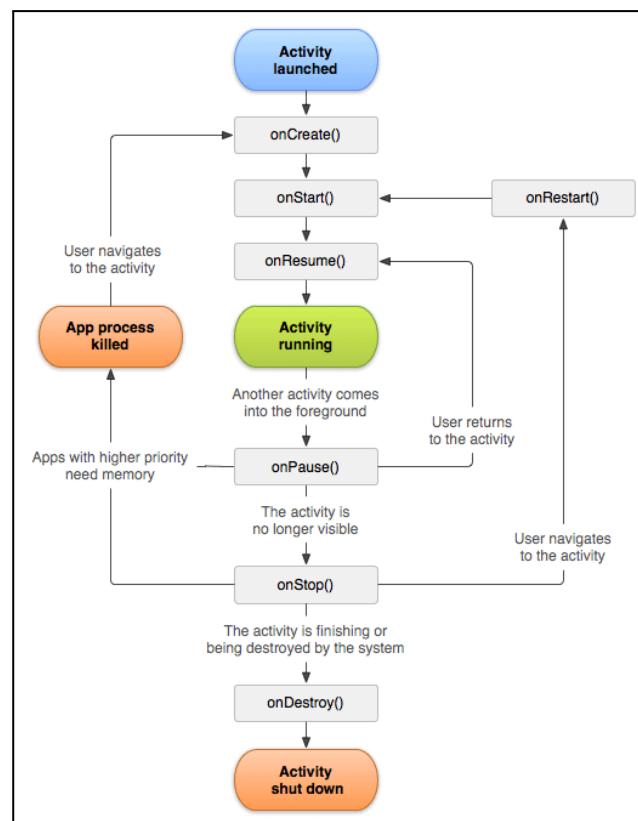 Activity
launched
onCreate()
onStart()
onRestart()
User navigates
to the activity
onResume()
App process
killed
Activity
running
Another activity comes
into the foreground
User returns
to the activity
Apps with higher priority
need memory
onPause()
The activity is
no longer visible
User navigates
to the activity
onStop()
The activity is finishing or
being destroyed by the system
onDestroy()
Activity
shut down